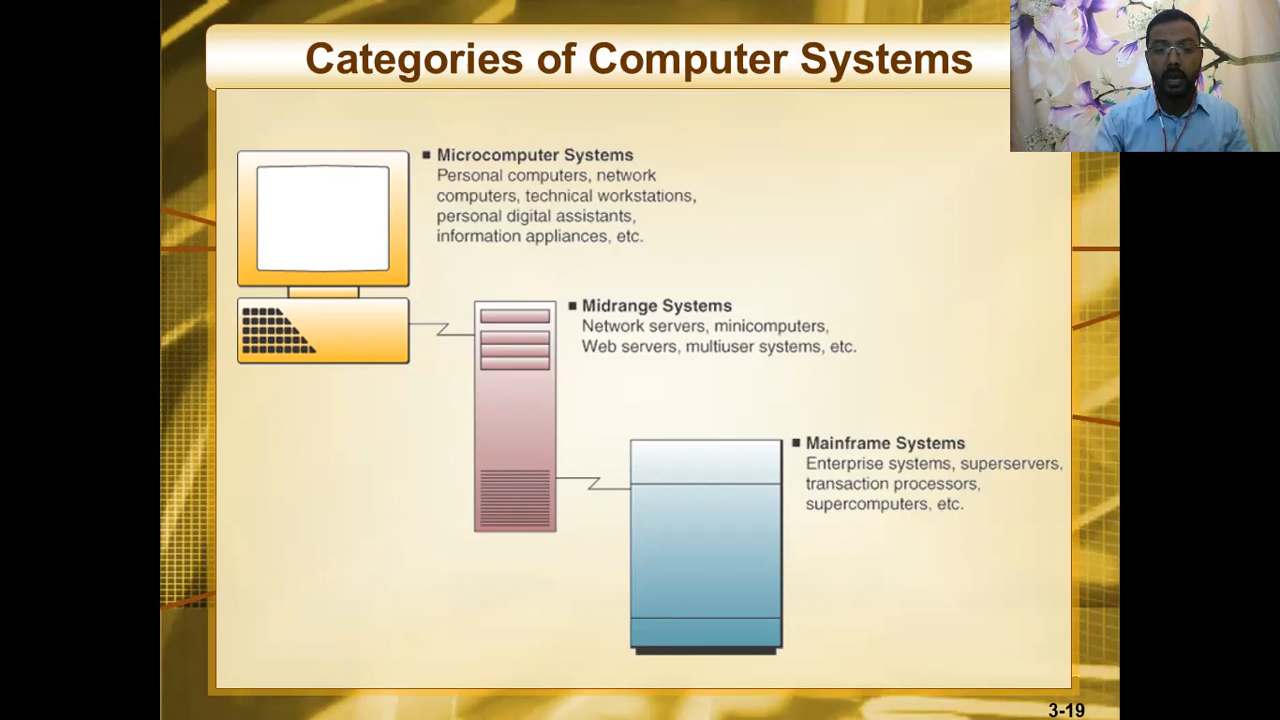 Categories of Computer Systems
■ Microcomputer Systems
Personal computers, network
computers, technical workstations,
personal digital assistants,
information appliances, etc.
■ Midrange Systems
Network servers, minicomputers,
Web servers, multiuser systems, etc.
■ Mainframe Systems
Enterprise systems, superservers,
transaction processors,
supercomputers, etc.
3-19